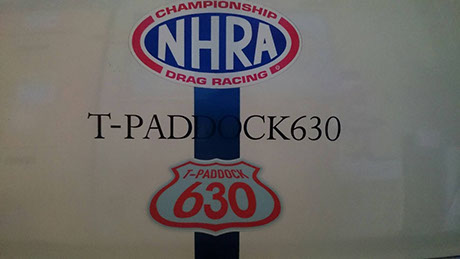 CHAMPIONSHIP
NHRA
DRAG RACING
T-PADDOCK630
T-PADDOCK
630